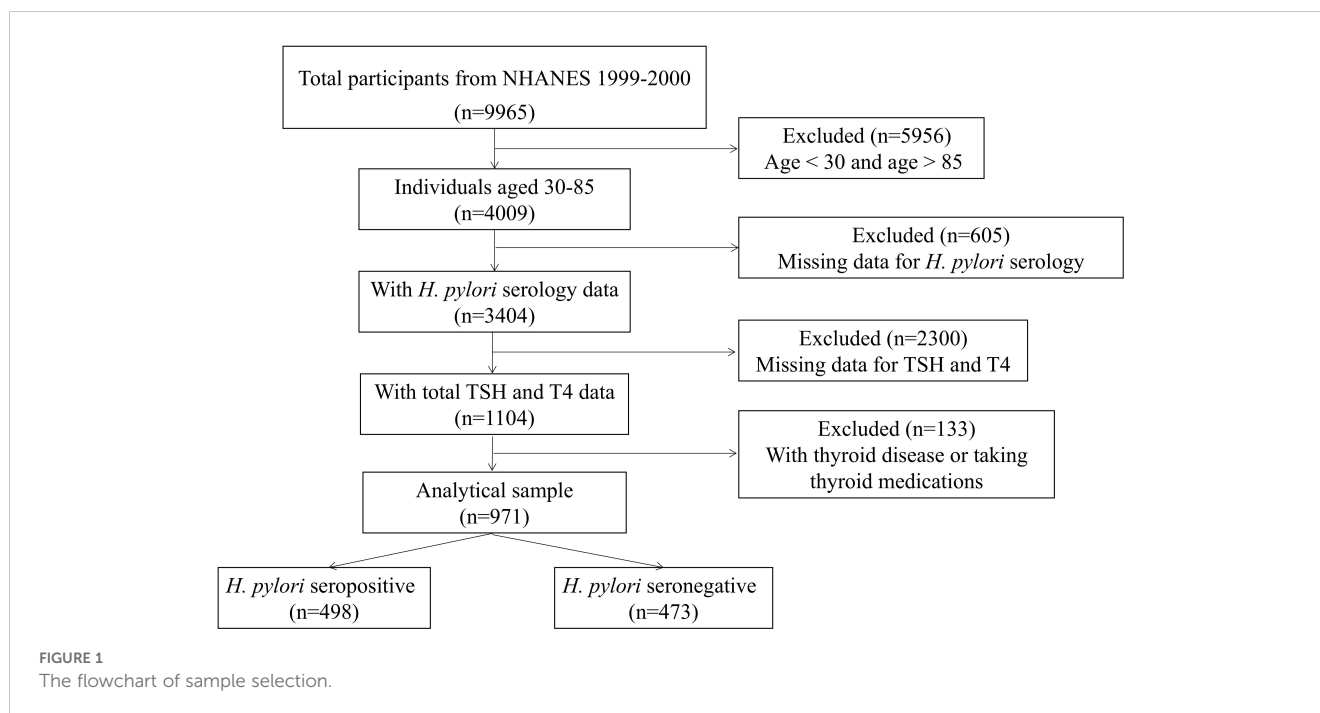 Total participants from NHANES 1999-2000
(n=9965)
Excluded (n=5956)
Age < 30 and age > 85
Individuals aged 30-85
(n=4009)
Excluded (n=605)
Missing data for H. pylori serology
With H. pylori serology data
(n=3404)
Excluded (n=2300)
Missing data for TSH and T4
With total TSH and T4 data
(n=1104)
Excluded (n=133)
With thyroid disease or taking
thyroid medications
Analytical sample
(n=971)
H. pylori seropositive
(n=498)
H. pylori seronegative
(n=473)
FIGURE 1
The flowchart of sample selection.